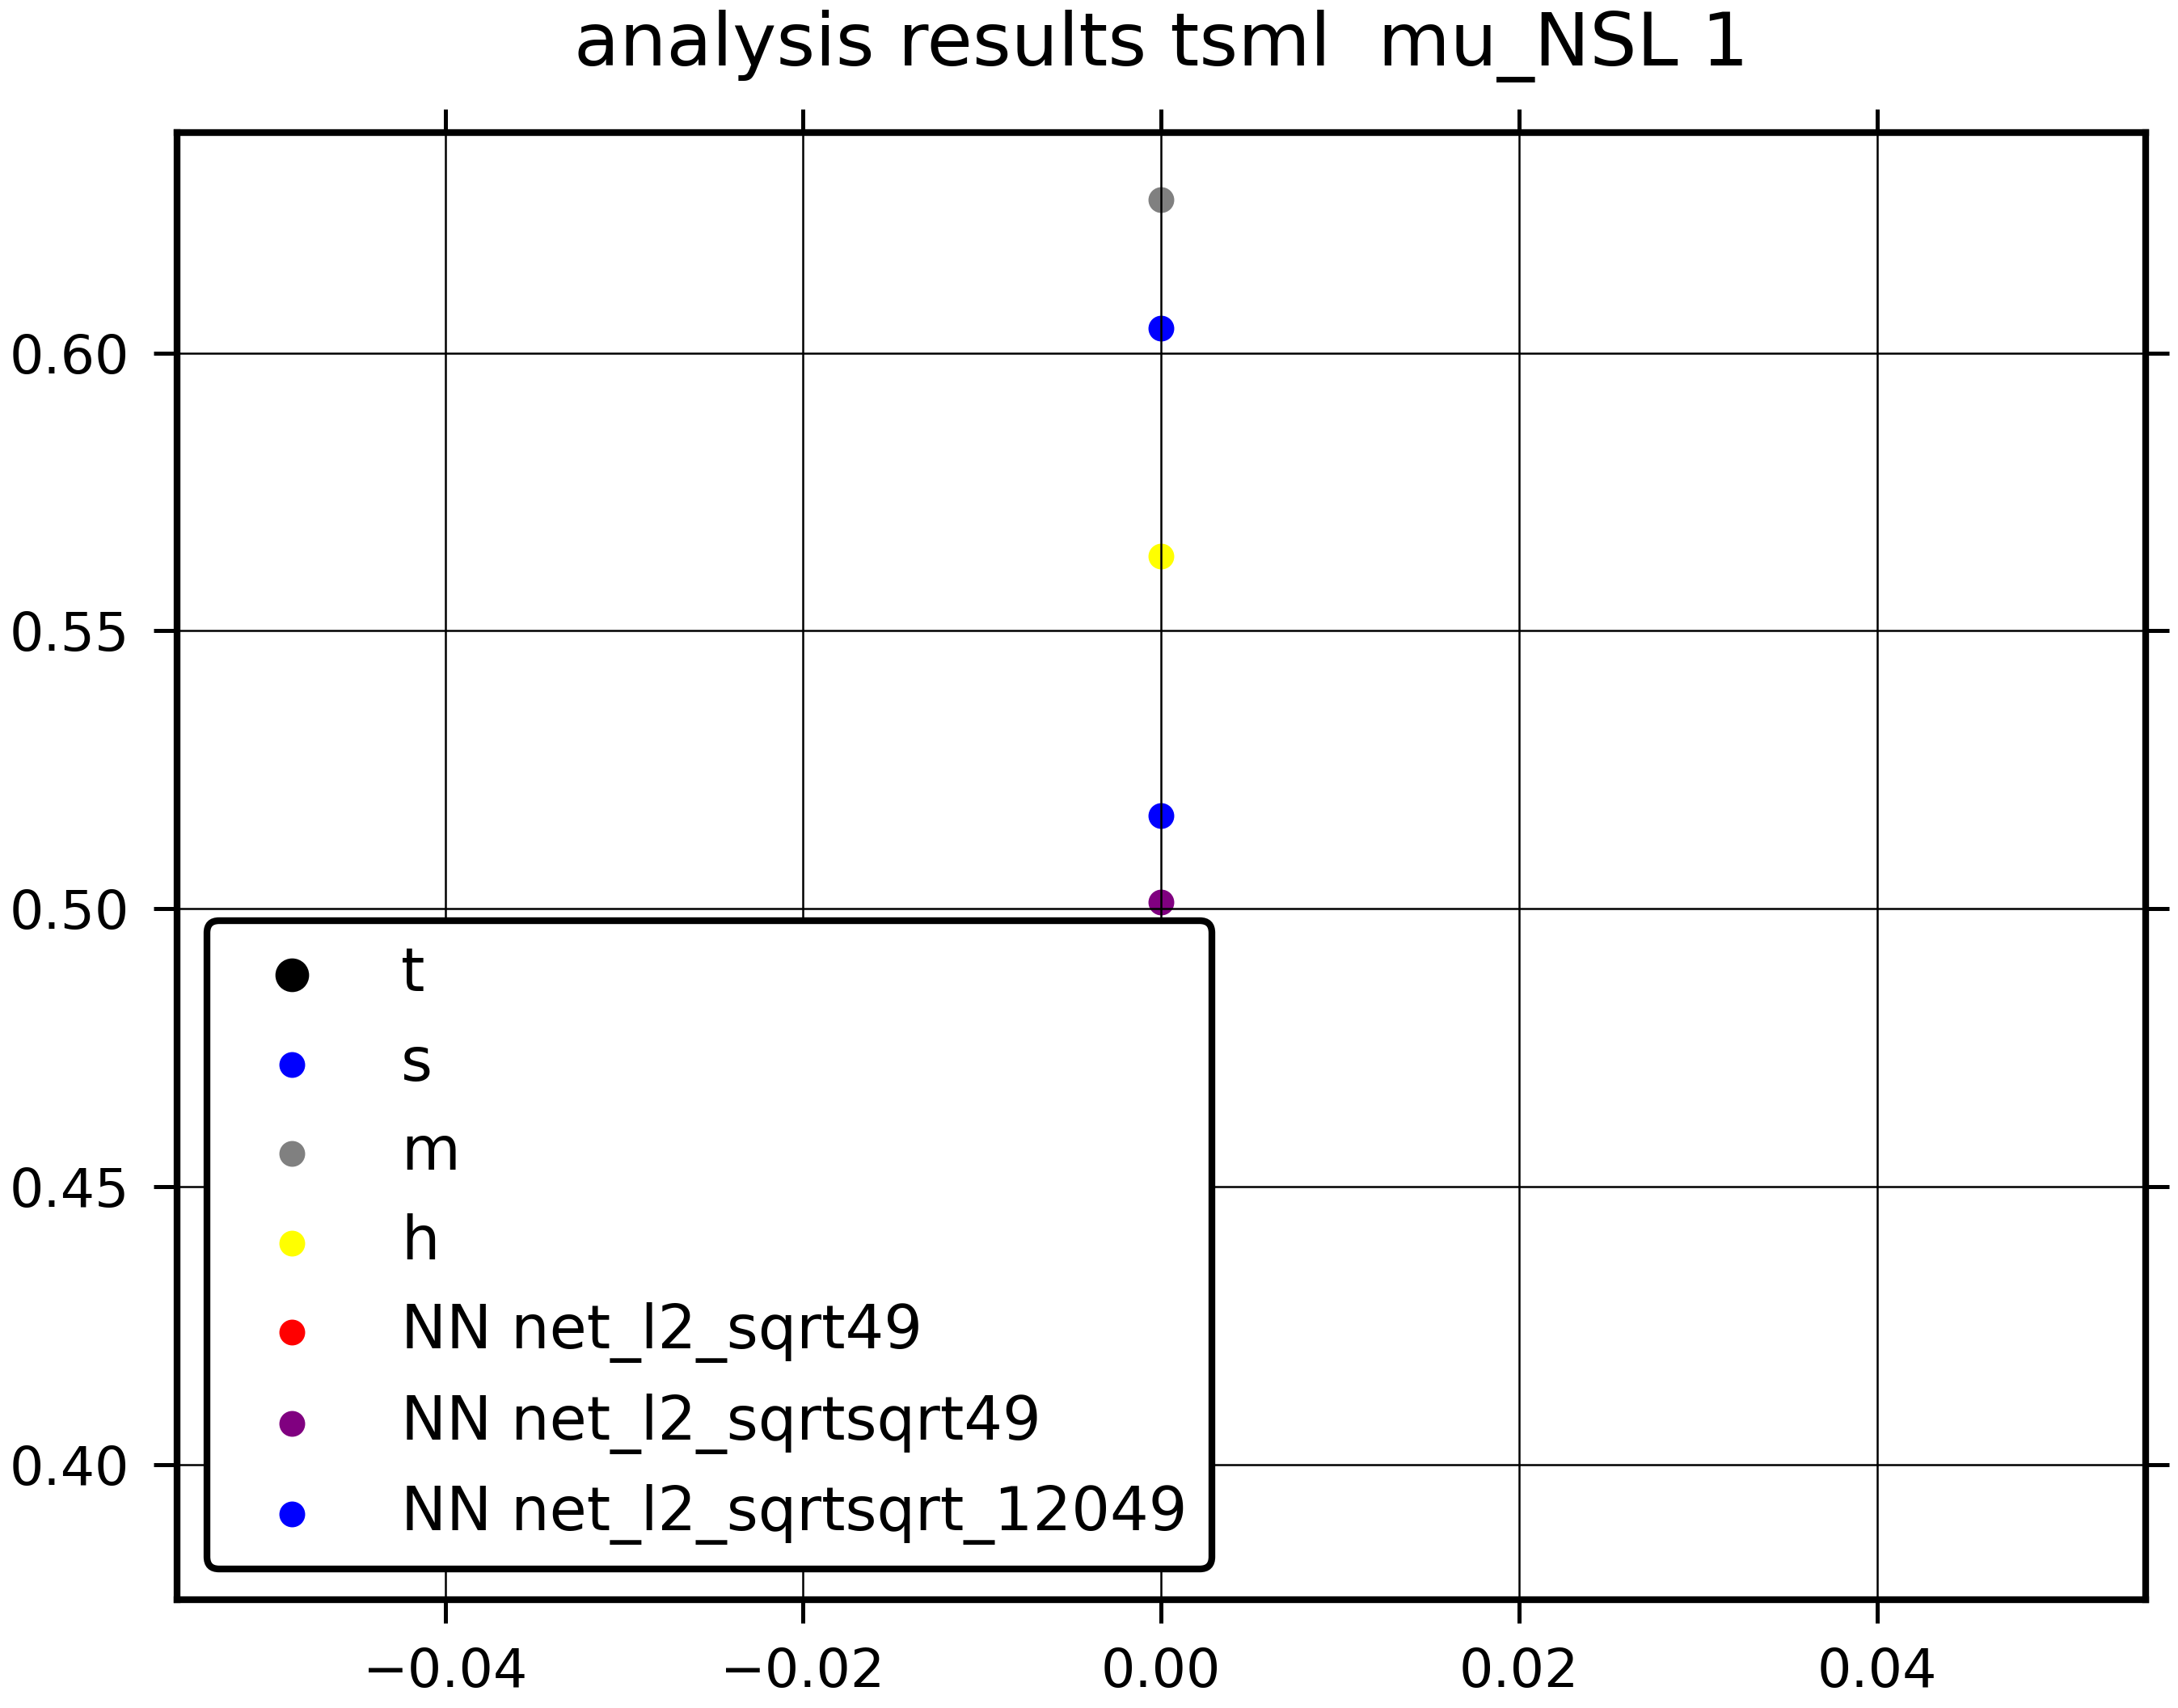 analysis results tsml  mu_NSL 1
0.60
0.55
0.50
0.45
0.40
t
s
m
h
NN net_l2_sqrt49
NN net_l2_sqrtsqrt49
NN net_l2_sqrtsqrt_12049
−0.04
−0.02
0.00
0.02
0.04